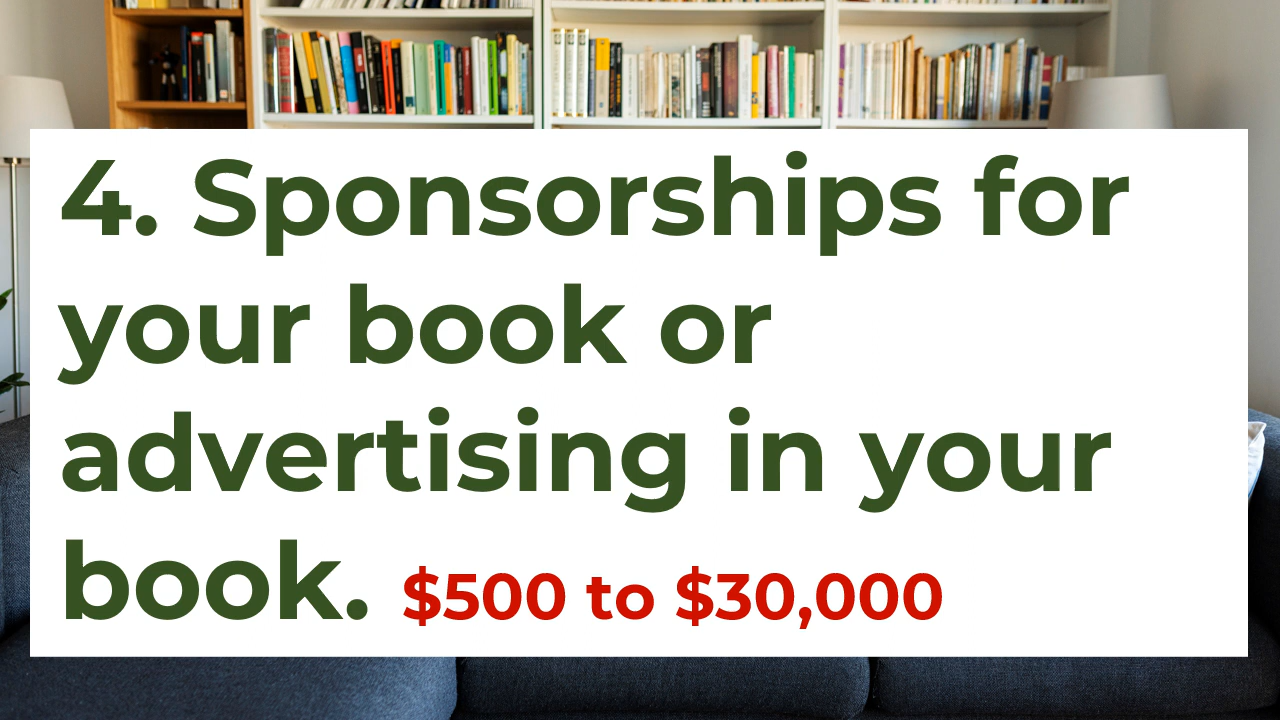 4. Sponsorships for
your book or
advertising in your
book. $500 to $30,000